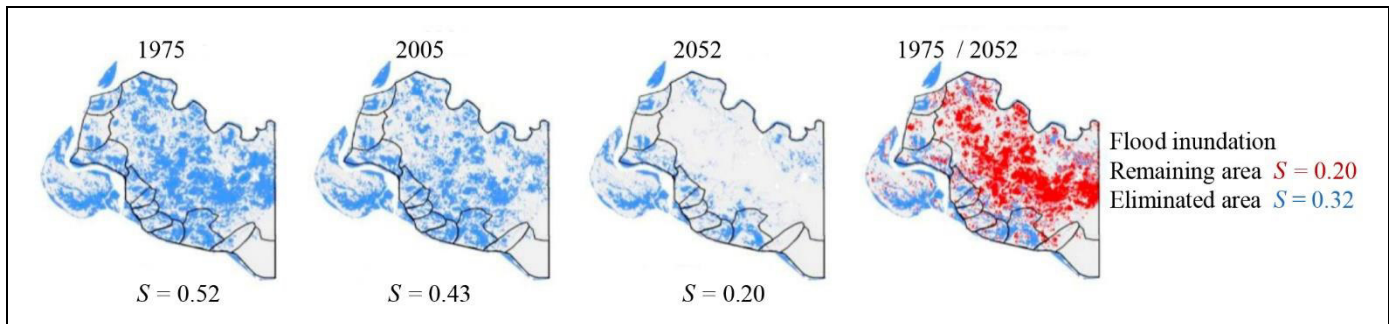 1975
2005
2052
1975 / 2052
Flood inundation
Remaining area S = 0.20
Eliminated area S = 0.32
S = 0.52
S = 0.43
S = 0.20